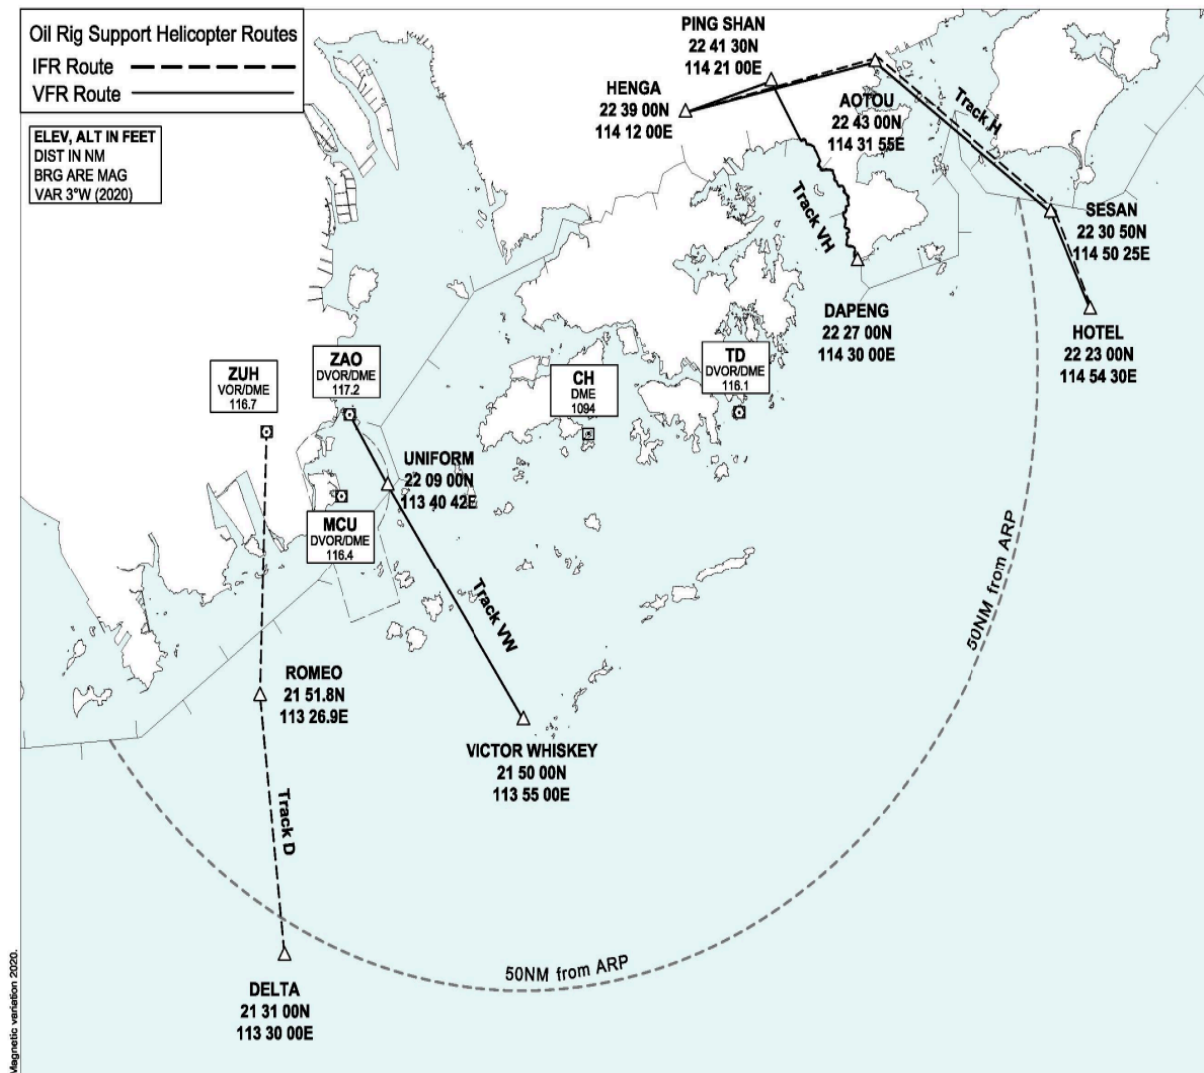 Oil Rig Support Helicopter Routes
IFR Route
VFR Route
ELEV, ALT IN FEET
DIST IN NM
BRG ARE MAG
VAR 3°W (2020)
PING SHAN
22 41 30N
114 21 00E
HENGA
22 39 00N
114 12 00E
AOTOU
22 43 00N
114 31 55E
Track H
Track VH
SESAN
22 30 50N
114 50 25E
DAPENG
22 27 00N
114 30 00E
HOTEL
22 23 00N
114 54 30E
ZUH
VOR/DME
116.7
ZAO
DVOR/DME
117.2
CH
DME
1094
TD
DVOR/DME
116.1
UNIFORM
22 09 00N
113 40 42E
MCU
DVOR/DME
116.4
Track VW
50NM from ARP
ROMEO
21 51.8N
113 26.9E
VICTOR WHISKEY
21 50 00N
113 55 00E
Track D
50NM from ARP
DELTA
21 31 00N
113 30 00E
Magnetic variation 2020.